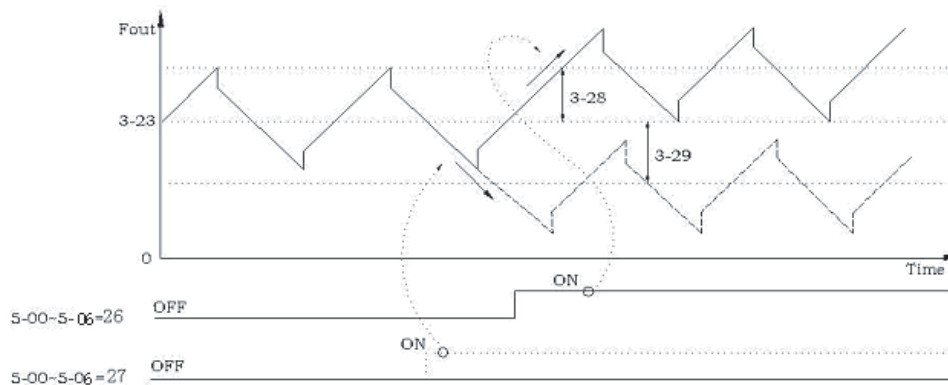 Fout
3-28
3-23
3-29
0
Time
ON
OFF
5-00~5-06=26
ON
OFF
5-00~5-06=27